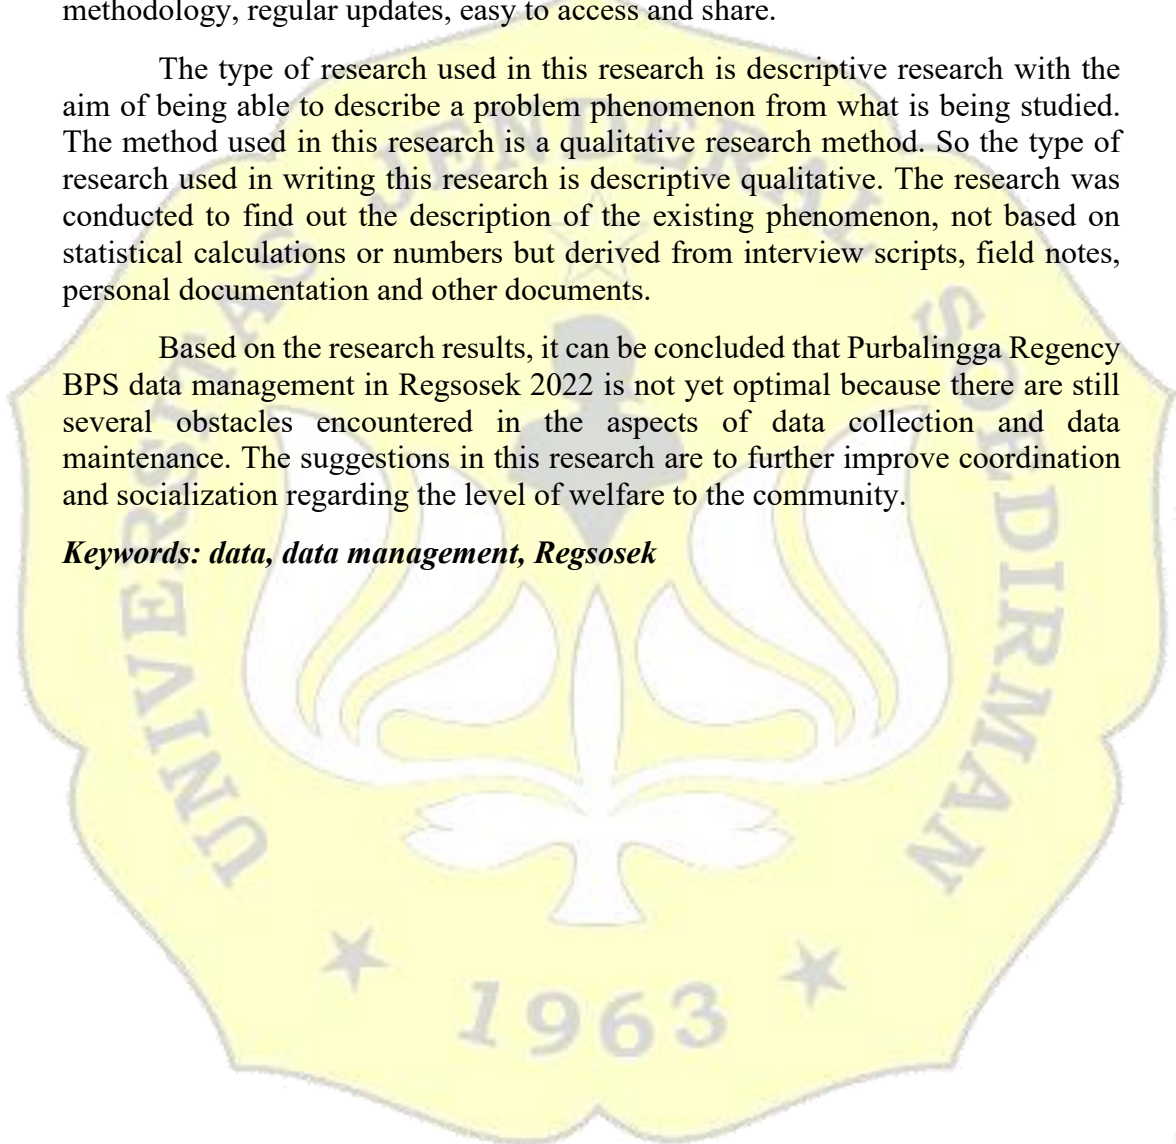 methodology, regular updates, easy to access and share.
The type of research used in this research is descriptive research with the
aim of being able to describe a problem phenomenon from what is being studied.
The method used in this research is a qualitative research method. So the type of
research used in writing this research is descriptive qualitative. The research was
conducted to find out the description of the existing phenomenon, not based on
statistical calculations or numbers but derived from interview scripts, field notes,
personal documentation and other documents.
Based on the research results, it can be concluded that Purbalingga Regency
BPS data management in Regsosek 2022 is not yet optimal because there are still
several obstacles encountered in the aspects of data collection and data
maintenance. The suggestions in this research are to further improve coordination
and socialization regarding the level of welfare to the community.
Keywords: data, data management, Regsosek
UNIVERSITAS JENDERAL SOEDIRMAN
1963